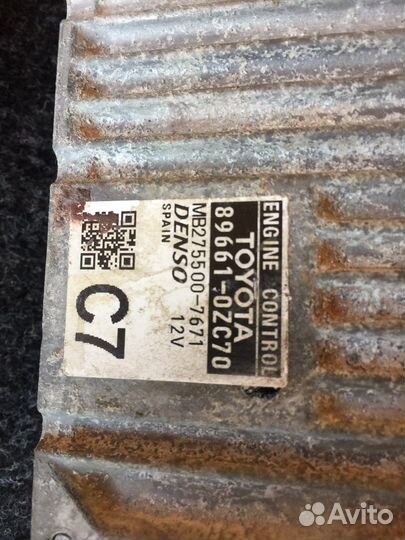 ENGINE CONTROL
TOYOTA
89661-0ZC70
MB275500-7671 12V
DENSO
SPAIN
C7
Avito